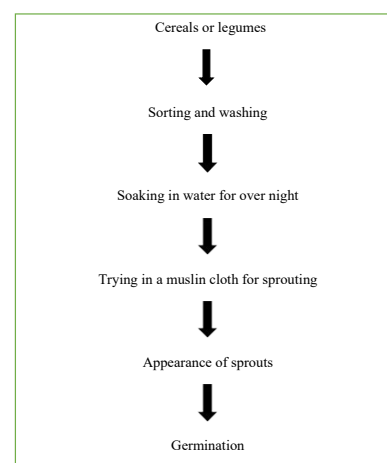 Cereals or legumes
Sorting and washing
Soaking in water for over night
Trying in a muslin cloth for sprouting
Appearance of sprouts
Germination